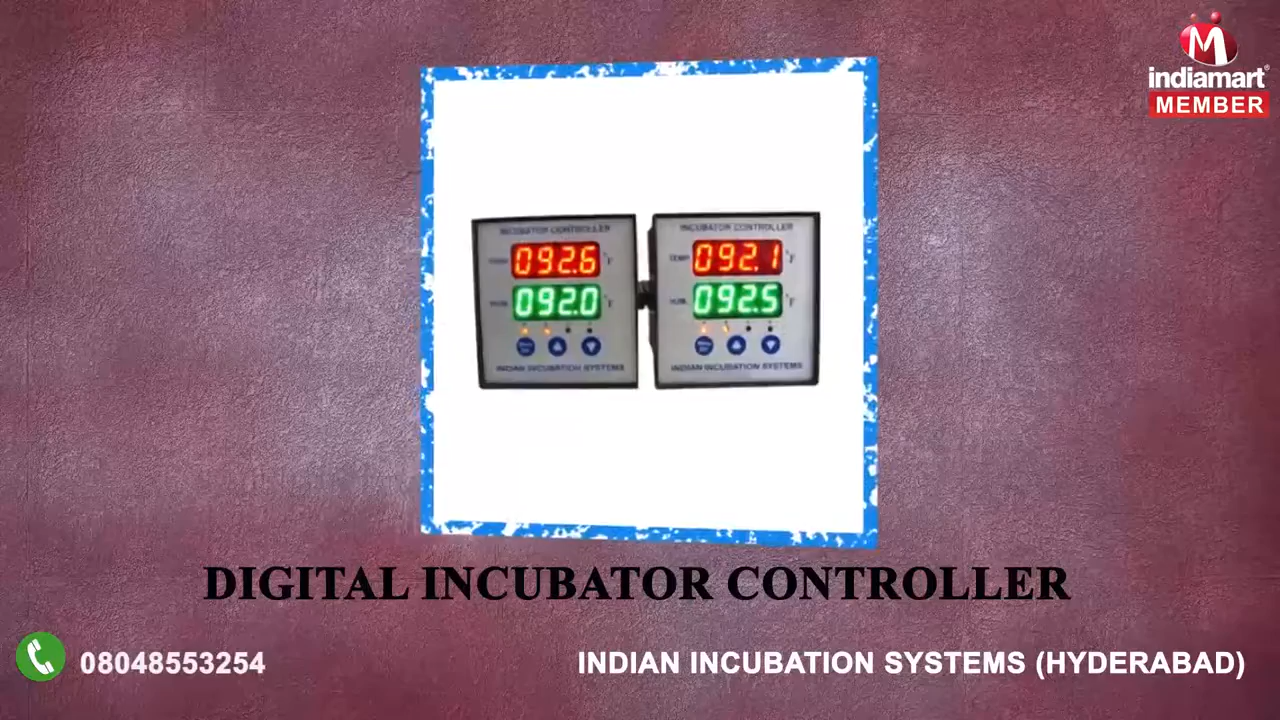 indiamart®
MEMBER
INCUBATOR CONTROLLER
092.6 °F
092.0 °F
INDIAN INCUBATION SYSTEMS
INCUBATOR CONTROLLER
TEMP 092.1 °F
HUM. 092.5 °F
INDIAN INCUBATION SYSTEMS
DIGITAL INCUBATOR CONTROLLER
08048553254
INDIAN INCUBATION SYSTEMS (HYDERABAD)